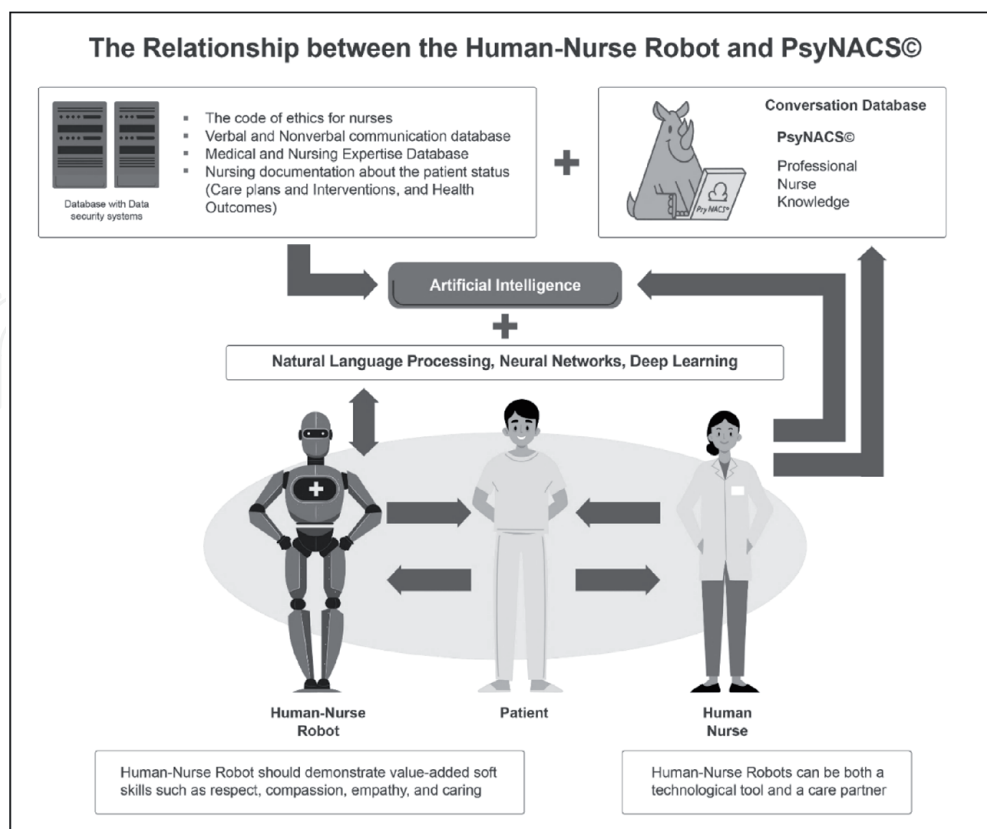 The Relationship between the Human-Nurse Robot and PsyNACS©
Database with Data
security systems
▪ The code of ethics for nurses
▪ Verbal and Nonverbal communication database
▪ Medical and Nursing Expertise Database
▪ Nursing documentation about the patient status
(Care plans and Interventions, and Health
Outcomes)
+
PsyNACS©
Conversation Database
PsyNACS©
Professional
Nurse
Knowledge
Artificial Intelligence
+
Natural Language Processing, Neural Networks, Deep Learning
Human-Nurse
Robot
Patient
Human
Nurse
Human-Nurse Robot should demonstrate value-added soft
skills such as respect, compassion, empathy, and caring
Human-Nurse Robots can be both a
technological tool and a care partner